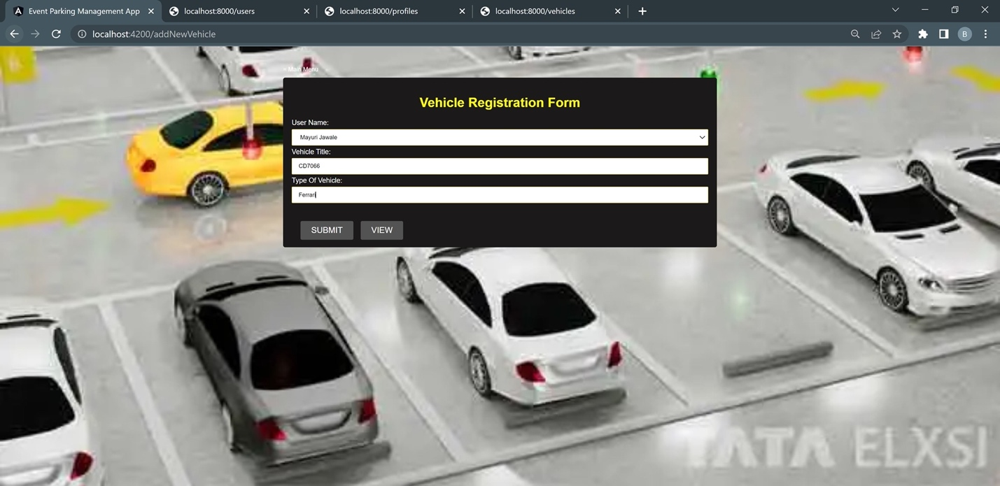 Event Parking Management App
localhost:8000/users
localhost:8000/profiles
localhost:8000/vehicles
localhost:4200/addNewVehicle
B
< Main Menu
Vehicle Registration Form
User Name:
Mayuri Jawale
Vehicle Title:
CD7066
Type Of Vehicle:
Ferrari
SUBMIT VIEW
TATA ELXSI